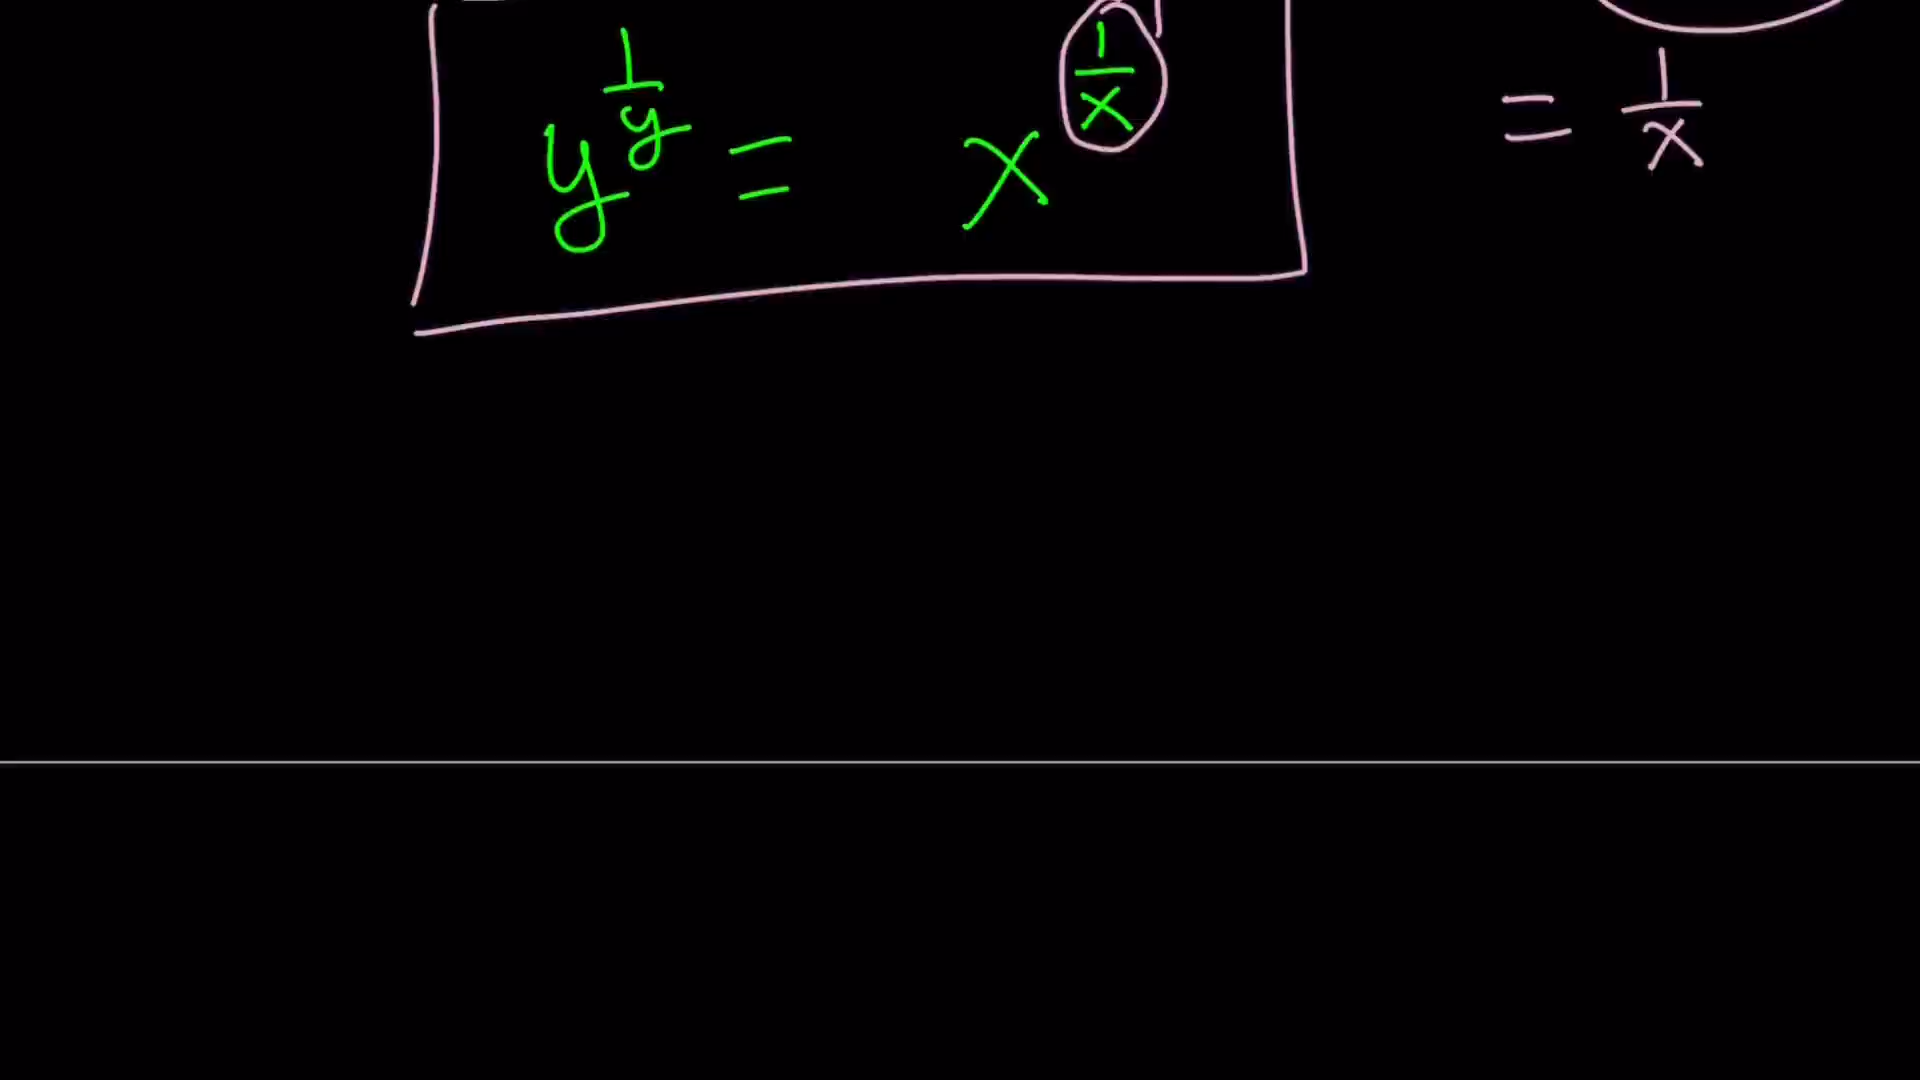 y^{1/y} = x^{1/x}
= 1/x